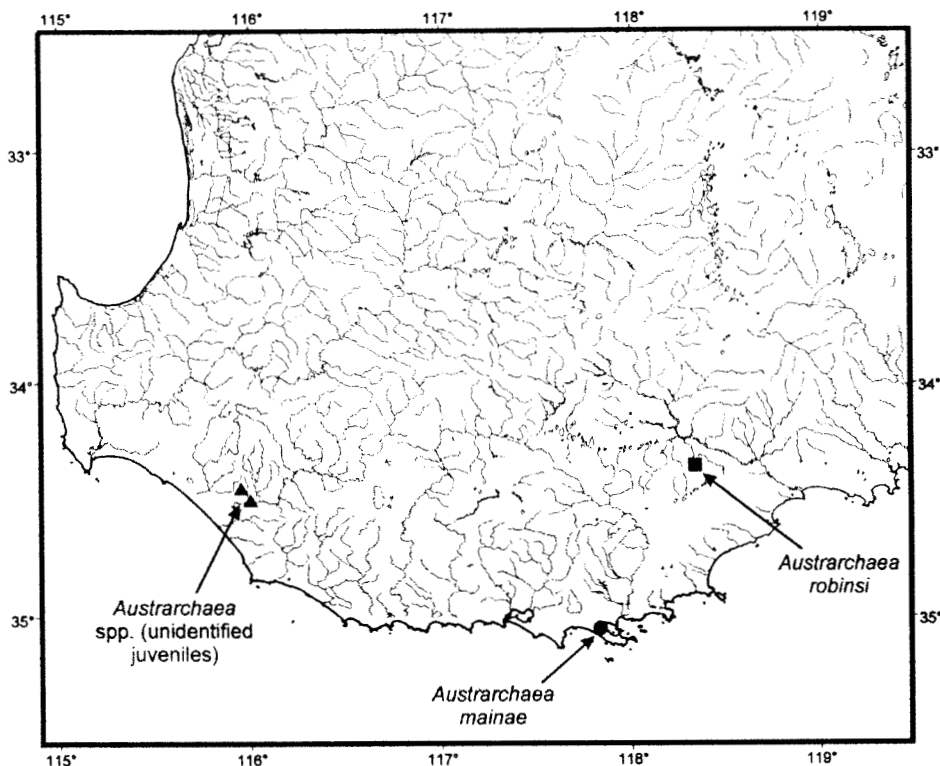 115° 116° 117° 118° 119°
33° 33°
34° 34°
Austrarchaea
robinsi
Austrarchaea
spp. (unidentified
juveniles)
35° 35°
Austrarchaea
mainae
115° 116° 117° 118° 119°